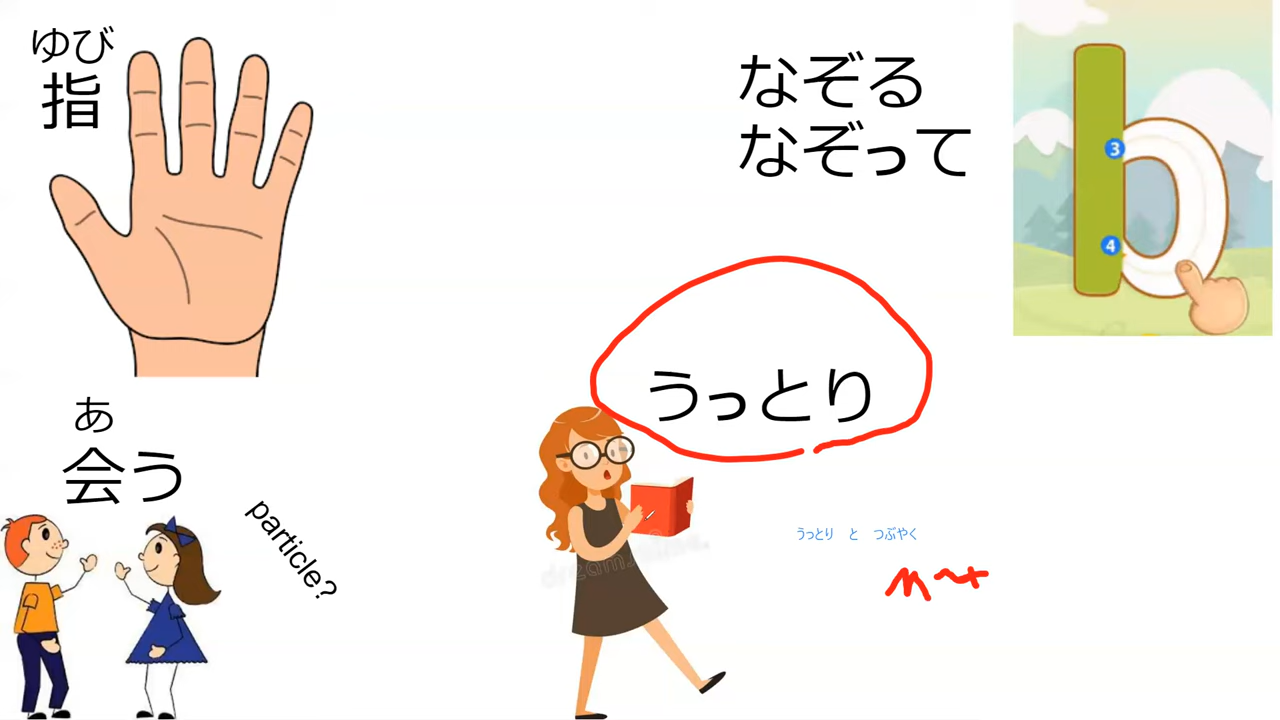 ゆび
指
なぞる
なぞって
3
4
うっとり
あ
会う
particle?
うっとり と つぶやく